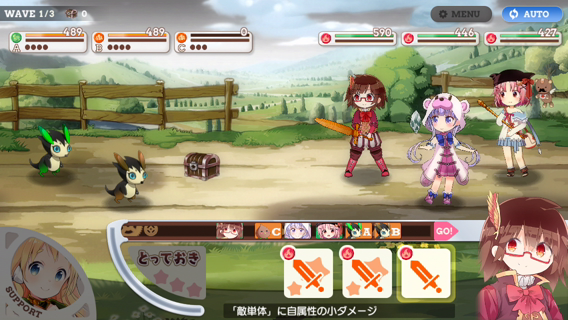 WAVE 1/3 0
MENU
AUTO
489
489
0
590
446
427
A
B
C
C A B GO!
SUPPORT
とっておき
「敵単体」に自属性の小ダメージ